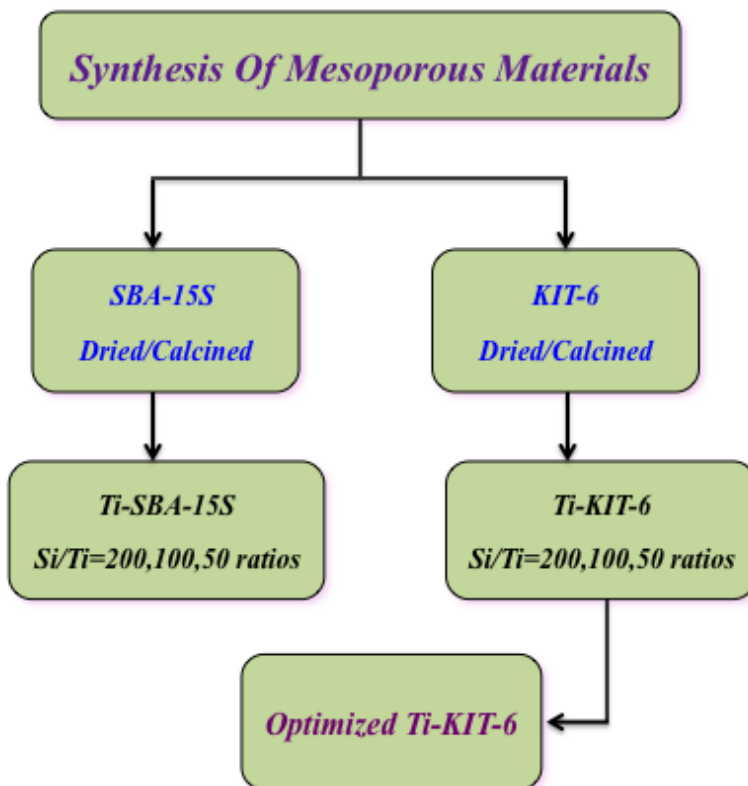 Synthesis Of Mesoporous Materials
SBA-15S
Dried/Calcined
KIT-6
Dried/Calcined
Ti-SBA-15S
Si/Ti=200,100,50 ratios
Ti-KIT-6
Si/Ti=200,100,50 ratios
Optimized Ti-KIT-6